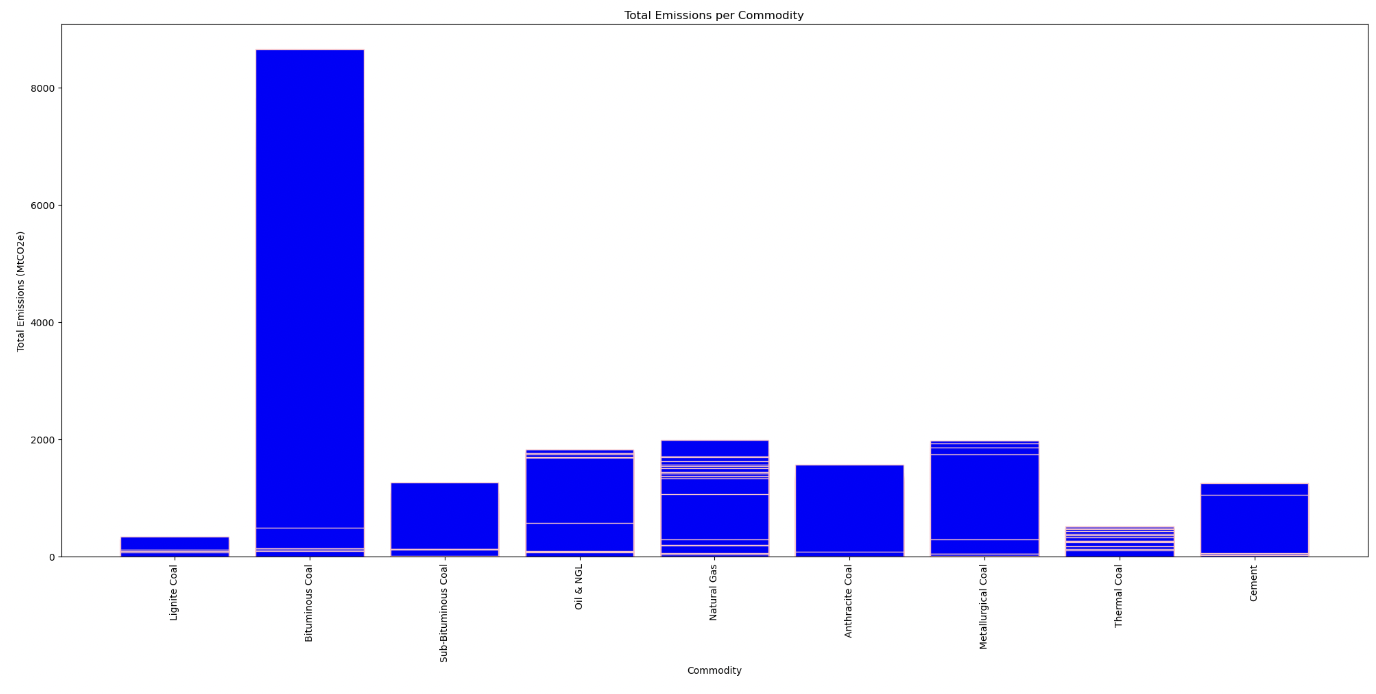 Total Emissions per Commodity
Total Emissions (MtCO2e)
8000
6000
4000
2000
0
Lignite Coal
Bituminous Coal
Sub-Bituminous Coal
Oil & NGL
Natural Gas
Anthracite Coal
Metallurgical Coal
Thermal Coal
Cement
Commodity